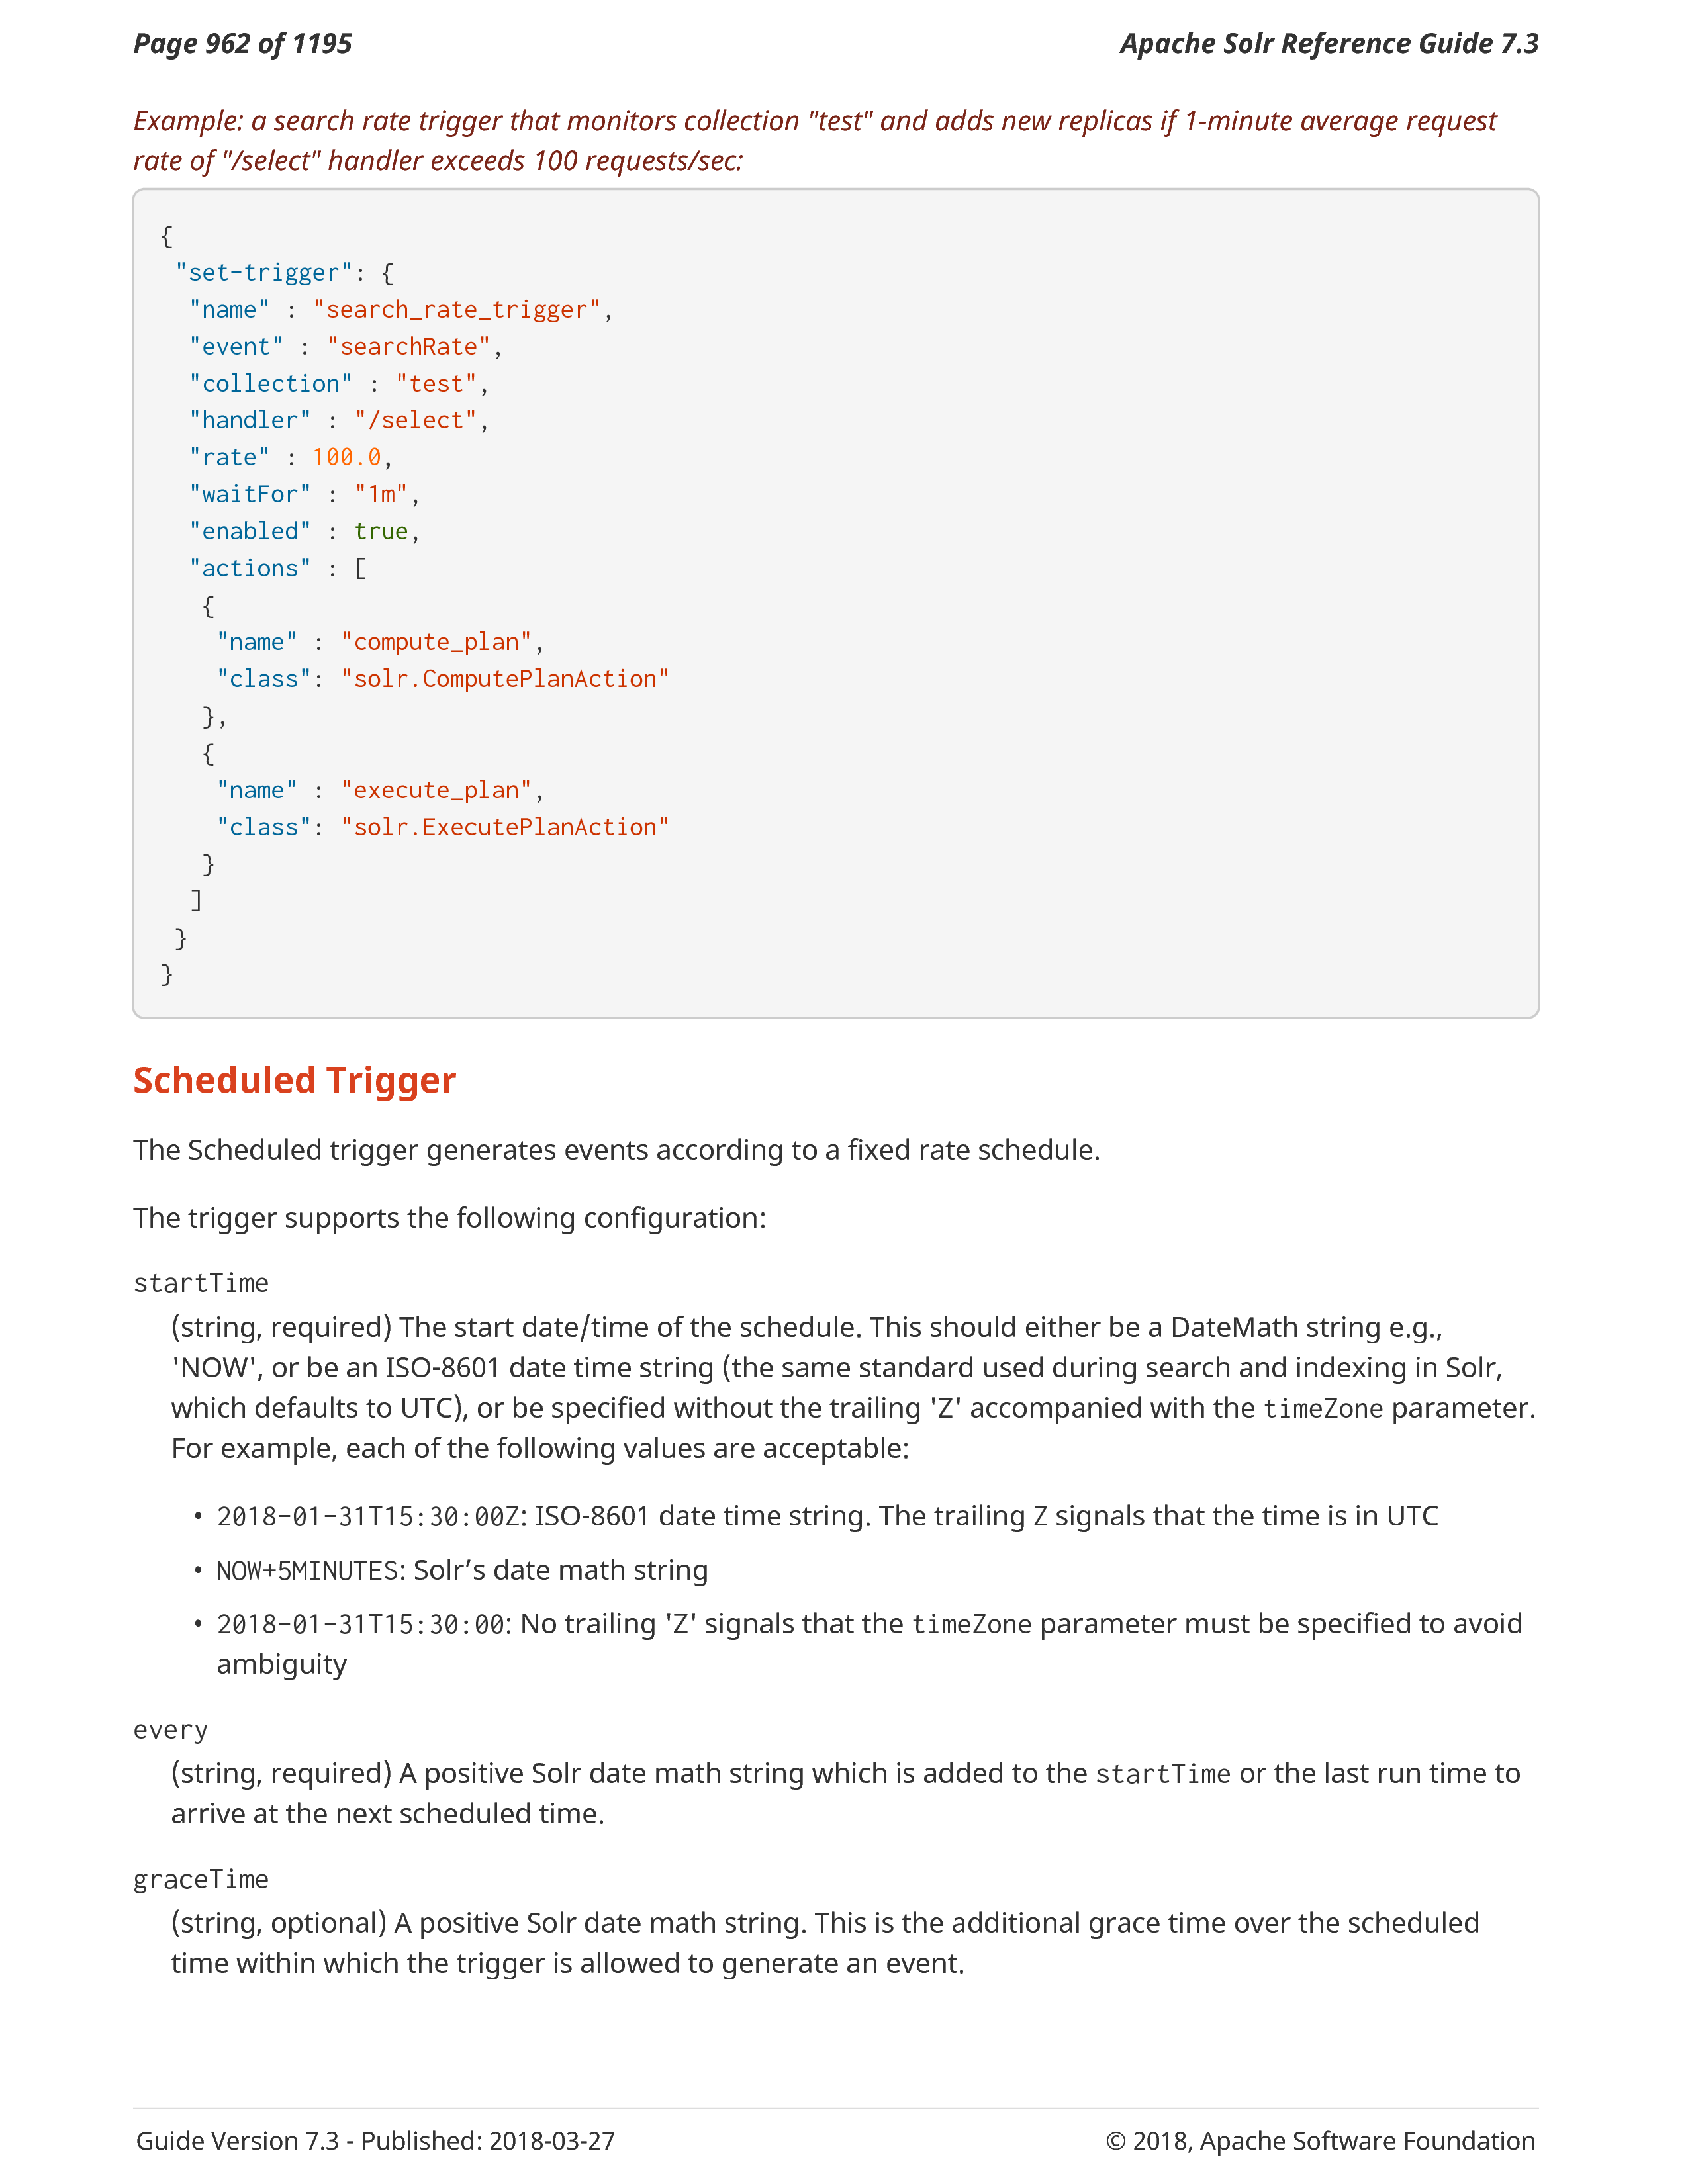 Page 962 of 1195
Apache Solr Reference Guide 7.3
Example: a search rate trigger that monitors collection "test" and adds new replicas if 1-minute average request
rate of "/select" handler exceeds 100 requests/sec:
{
 "set-trigger": {
  "name" : "search_rate_trigger",
  "event" : "searchRate",
  "collection" : "test",
  "handler" : "/select",
  "rate" : 100.0,
  "waitFor" : "1m",
  "enabled" : true,
  "actions" : [
   {
    "name" : "compute_plan",
    "class": "solr.ComputePlanAction"
   },
   {
    "name" : "execute_plan",
    "class": "solr.ExecutePlanAction"
   }
  ]
 }
}
Scheduled Trigger
The Scheduled trigger generates events according to a fixed rate schedule.
The trigger supports the following configuration:
startTime
(string, required) The start date/time of the schedule. This should either be a DateMath string e.g.,
'NOW', or be an ISO-8601 date time string (the same standard used during search and indexing in Solr,
which defaults to UTC), or be specified without the trailing 'Z' accompanied with the timeZone parameter.
For example, each of the following values are acceptable:
• 2018-01-31T15:30:00Z: ISO-8601 date time string. The trailing Z signals that the time is in UTC
• NOW+5MINUTES: Solr’s date math string
• 2018-01-31T15:30:00: No trailing 'Z' signals that the timeZone parameter must be specified to avoid
ambiguity
every
(string, required) A positive Solr date math string which is added to the startTime or the last run time to
arrive at the next scheduled time.
graceTime
(string, optional) A positive Solr date math string. This is the additional grace time over the scheduled
time within which the trigger is allowed to generate an event.
Guide Version 7.3 - Published: 2018-03-27
© 2018, Apache Software Foundation